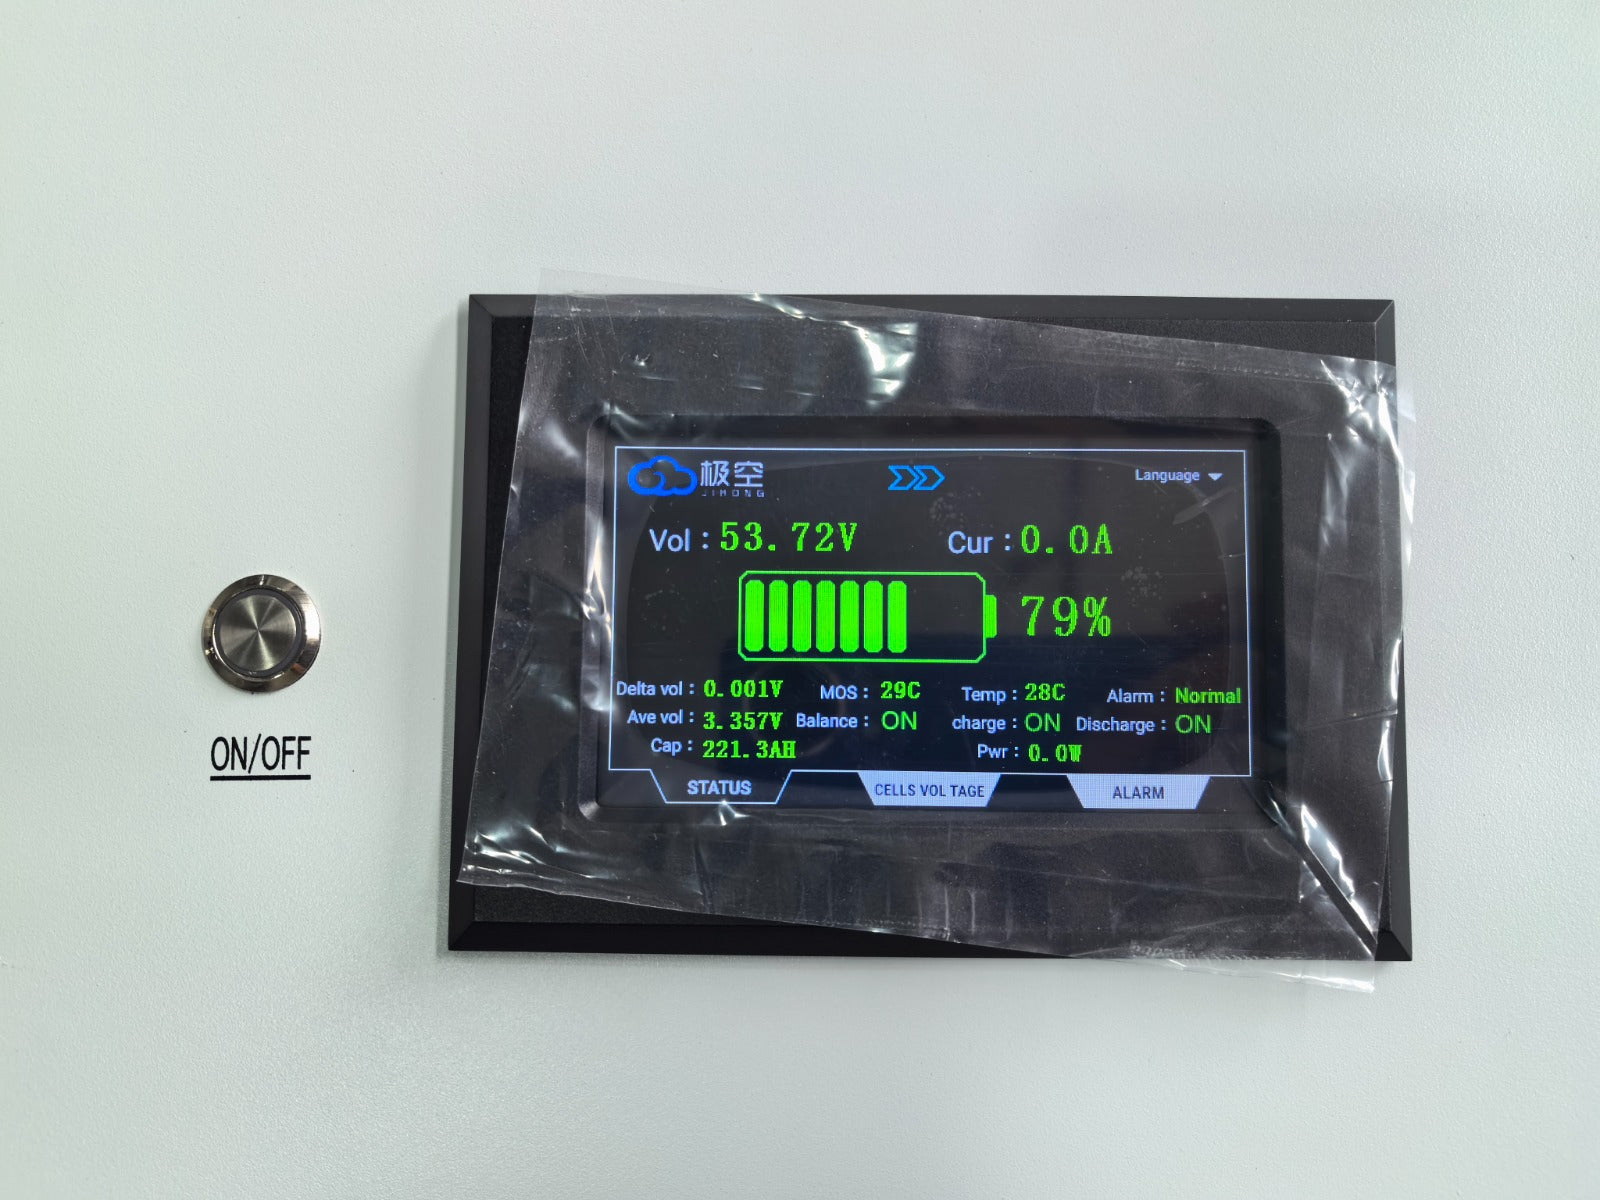 极空
JIKONG
Language
Vol : 53.72V
Cur : 0.0A
79%
Delta vol : 0.001V
MOS : 29C
Temp : 28C
Alarm : Normal
Ave vol : 3.357V
Balance : ON
charge : ON
Discharge : ON
Cap : 221.3AH
Pwr : 0.0W
STATUS
CELLS VOL TAGE
ALARM
ON/OFF